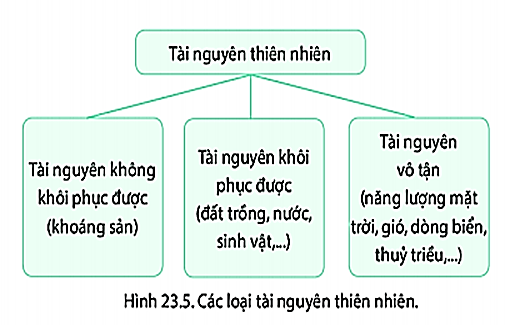 Tài nguyên thiên nhiên
Tài nguyên không
khôi phục được
(khoáng sản)
Tài nguyên khôi
phục được
(đất trồng, nước,
sinh vật,...)
Tài nguyên
vô tận
(năng lượng mặt
trời, gió, dòng biển,
thuỷ triều,...)
Hình 23.5. Các loại tài nguyên thiên nhiên.